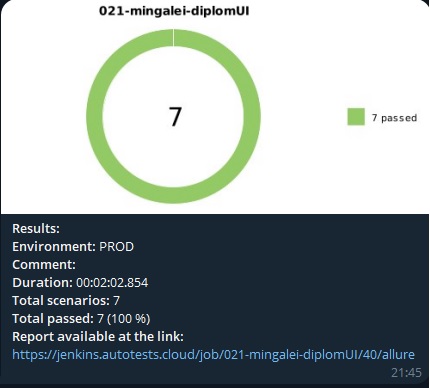 021-mingalei-diplomUI
7
7 passed
Results:
Environment: PROD
Comment:
Duration: 00:02:02.854
Total scenarios: 7
Total passed: 7 (100 %)
Report available at the link:
https://jenkins.autotests.cloud/job/021-mingalei-diplomUI/40/allure
21:45